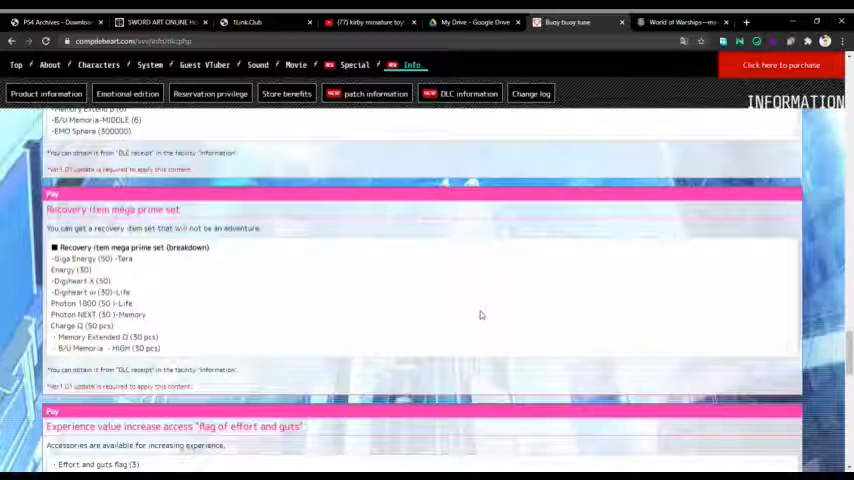 PS4 Archives - Downloa
SWORD ART ONLINE Ho
1Link.Club
(77) kirby miniature toy
My Drive - Google Drive
Buoy buoy tune
World of Warships—ma
compileheart.com/vvv/info/dlc.php
Top
About
Characters
System
Guest VTuber
Sound
Movie
NEW Special
NEW Info.
Click here to purchase
Product information
Emotional edition
Reservation privilege
Store benefits
NEW patch information
NEW DLC information
Change log
INFORMATION
-Memory Extend β (6)
-B/U Memoria-MIDDLE (6)
-EMO Sphere (300000)
*You can obtain it from "DLC receipt" in the facility "Information".
*Ver1.01 update is required to apply this content.
Pay
Recovery item mega prime set
You can get a recovery item set that will not be an adventure.
■ Recovery item mega prime set (breakdown)
-Giga Energy (50) -Tera
Energy (30)
-Digiheart X (50)
-Digiheart ω (30)-Life
Photon 1800 (50 )-Life
Photon NEXT (30 )-Memory
Charge Ω (50 pcs)
・Memory Extended Ω (30 pcs)
・B/U Memoria - HIGH (30 pcs)
*You can obtain it from "DLC receipt" in the facility "Information".
*Ver1.01 update is required to apply this content.
Pay
Experience value increase access "flag of effort and guts"
Accessories are available for increasing experience.
・Effort and guts flag (3)